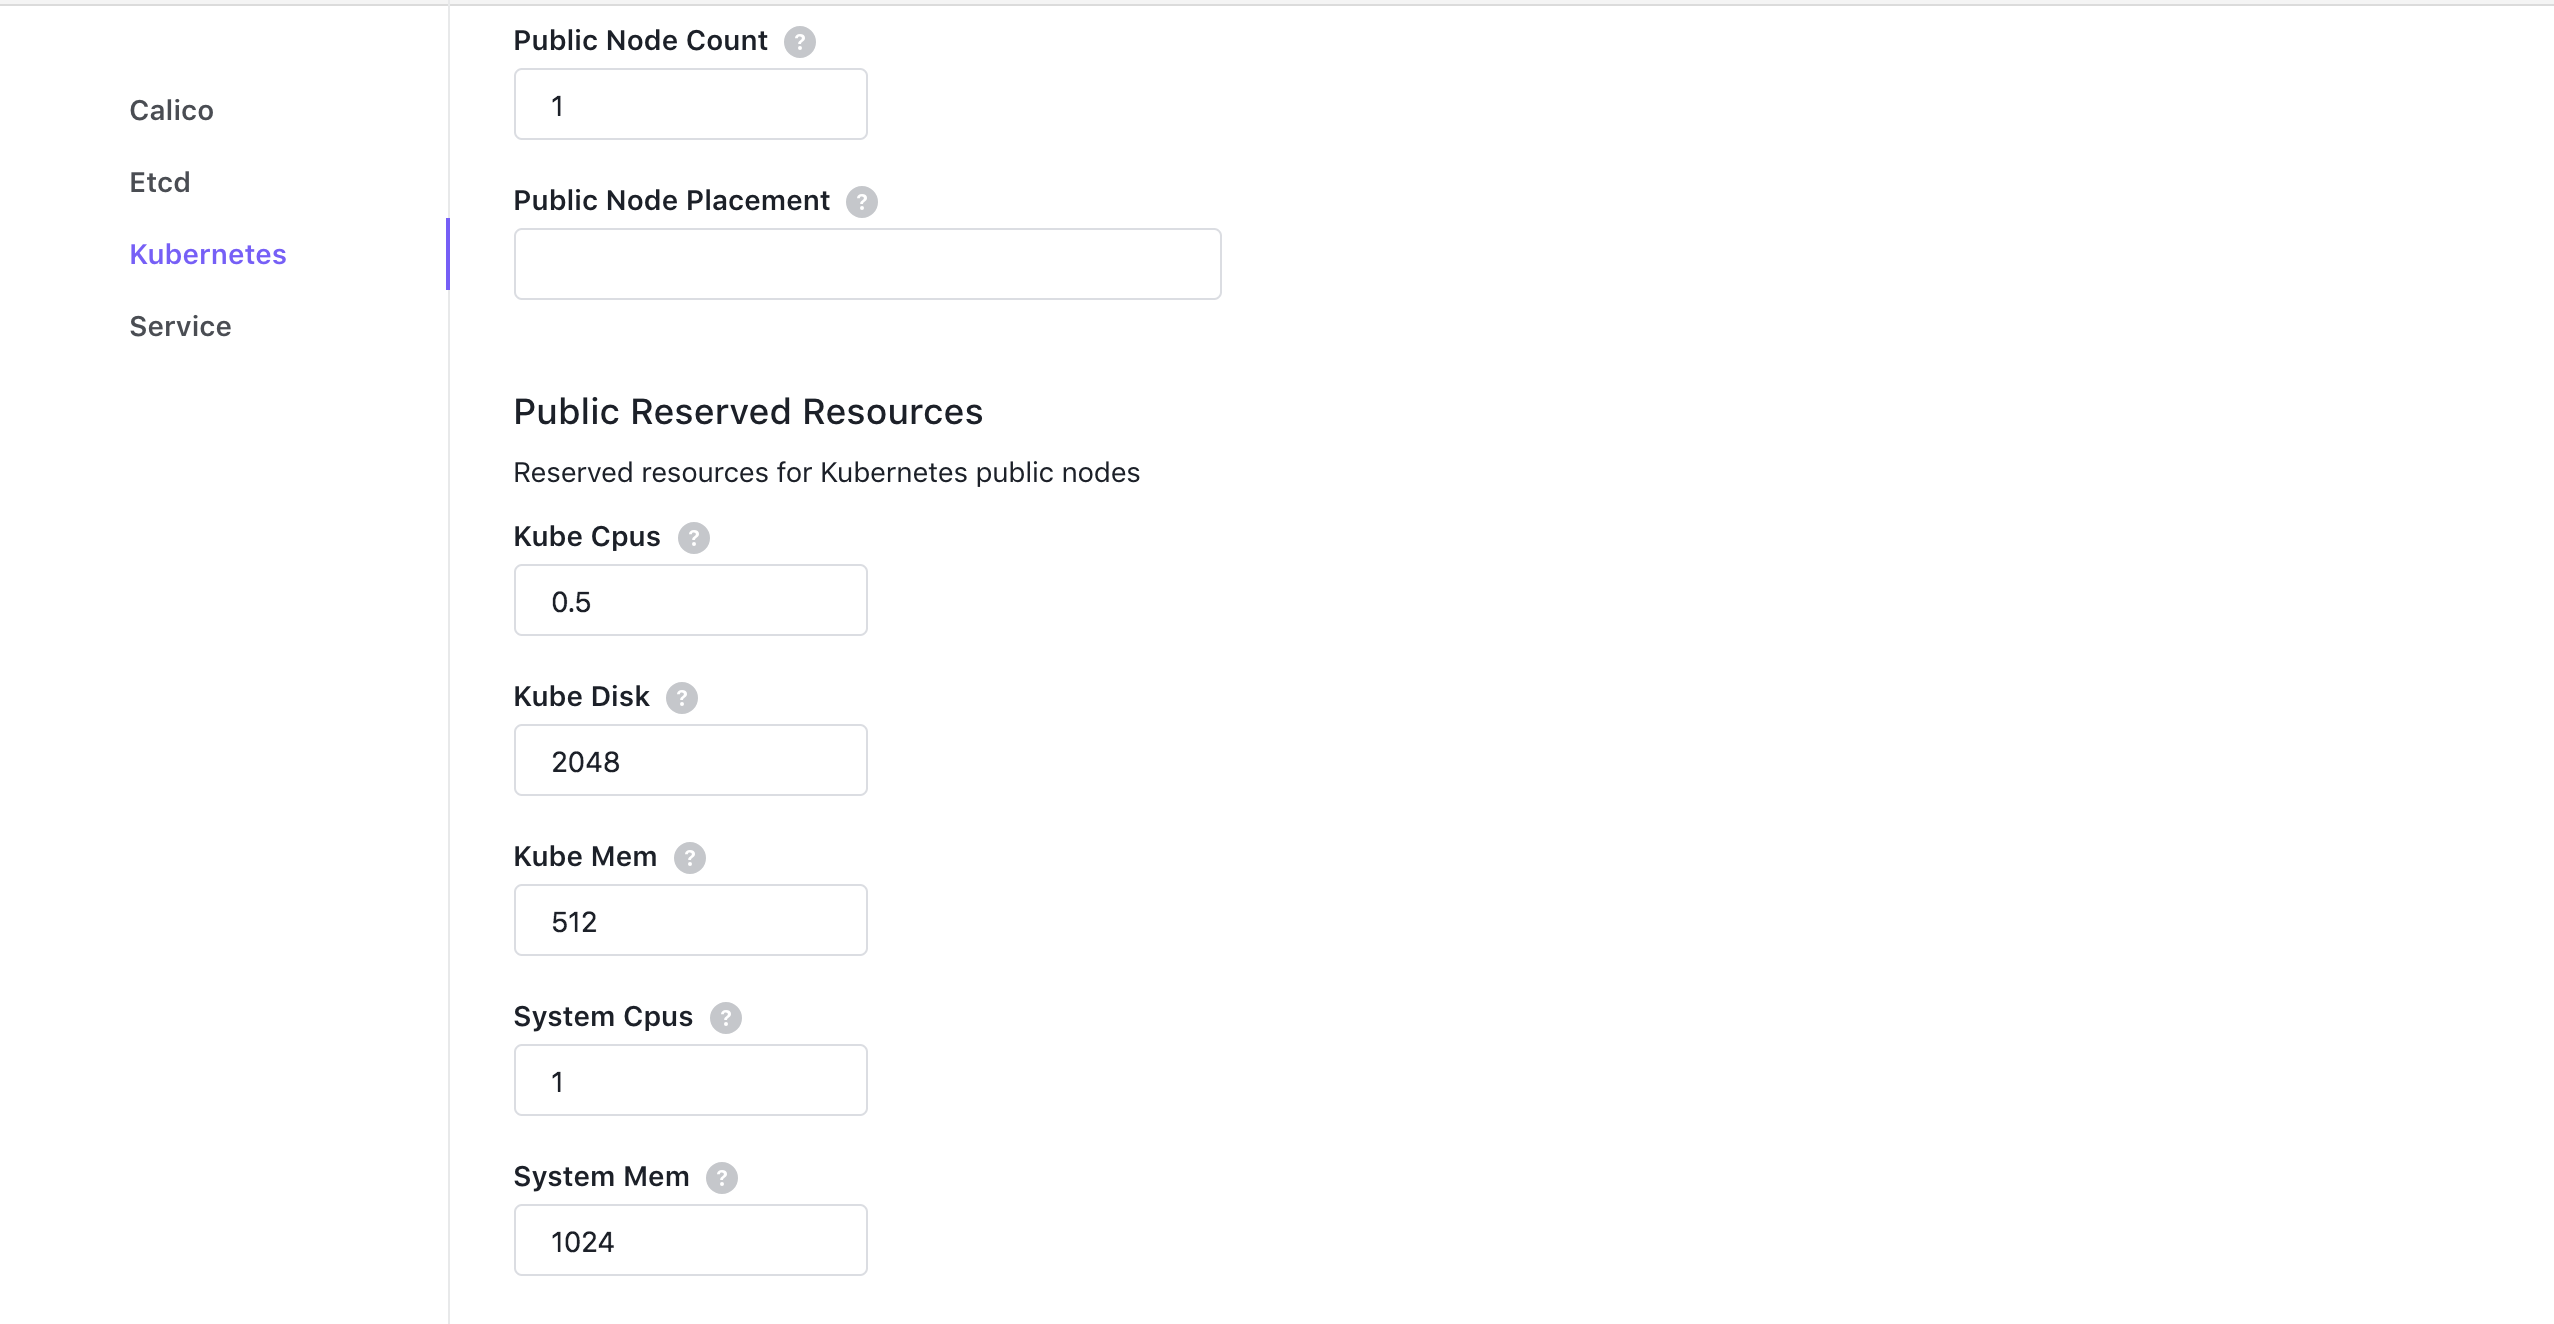 Calico
Etcd
Kubernetes
Service
Public Node Count ?
1
Public Node Placement ?
Public Reserved Resources
Reserved resources for Kubernetes public nodes
Kube Cpus ?
0.5
Kube Disk ?
2048
Kube Mem ?
512
System Cpus ?
1
System Mem ?
1024